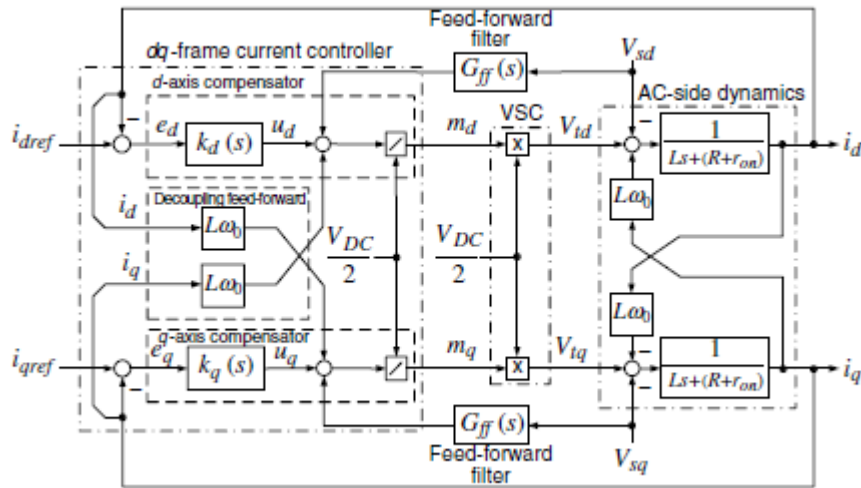 Feed-forward
filter
dq-frame current controller
V_sd
G_ff(s)
AC-side dynamics
d-axis compensator
VSC
i_dref
−
e_d
k_d(s)
u_d
m_d
x
V_td
−
1
Ls+(R+r_on)
i_d
Decoupling feed-forward
i_d
Lω_0
Lω_0
V_DC
2
V_DC
2
i_q
Lω_0
Lω_0
q-axis compensator
i_qref
−
e_q
k_q(s)
u_q
m_q
x
V_tq
−
−
1
Ls+(R+r_on)
i_q
G_ff(s)
Feed-forward
filter
V_sq